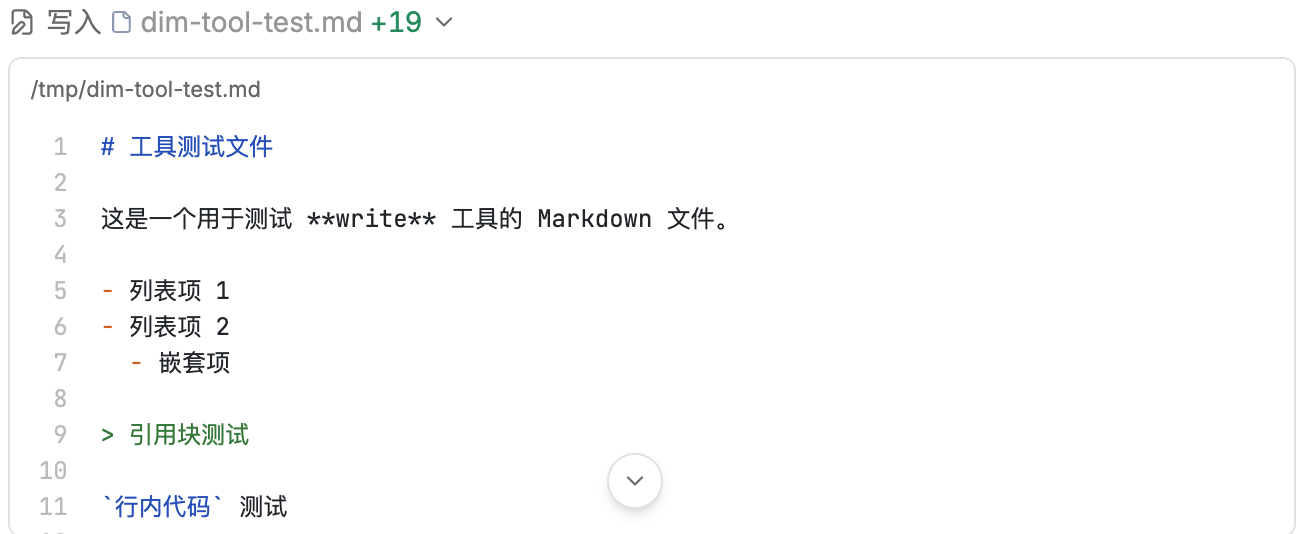 写入 dim-tool-test.md +19
/tmp/dim-tool-test.md
1 # 工具测试文件
2
3 这是一个用于测试 **write** 工具的 Markdown 文件。
4
5 - 列表项 1
6 - 列表项 2
7   - 嵌套项
8
9 > 引用块测试
10
11 `行内代码` 测试